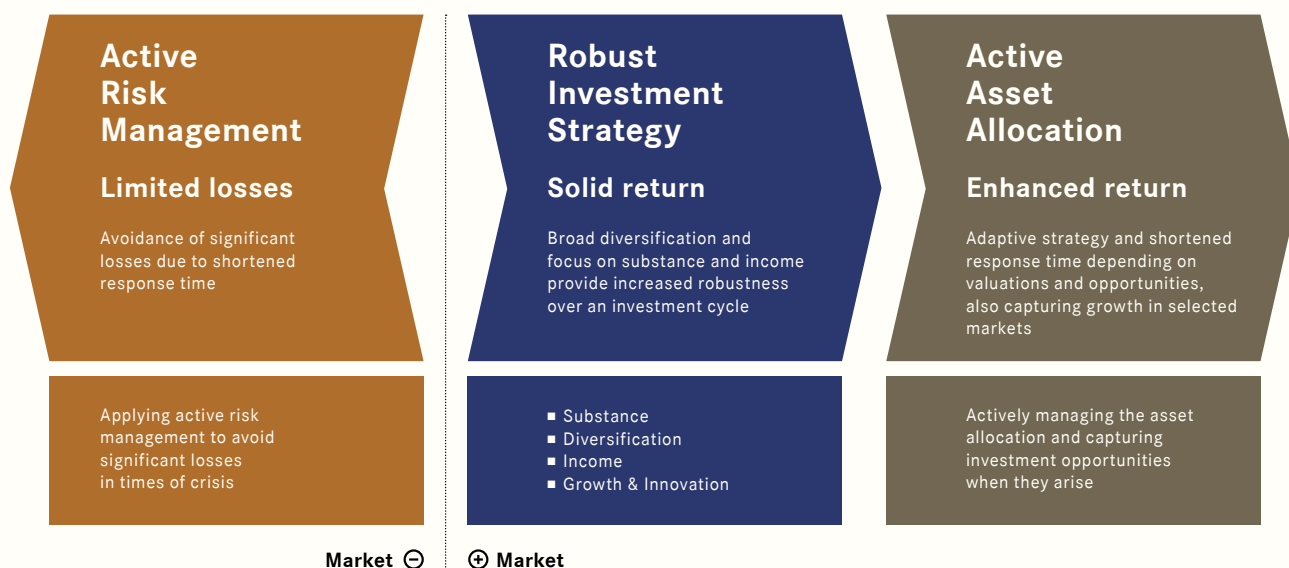 Active
Risk
Management
Limited losses
Avoidance of significant
losses due to shortened
response time
Applying active risk
management to avoid
significant losses
in times of crisis
Robust
Investment
Strategy
Solid return
Broad diversification and
focus on substance and income
provide increased robustness
over an investment cycle
■ Substance
■ Diversification
■ Income
■ Growth & Innovation
Active
Asset
Allocation
Enhanced return
Adaptive strategy and shortened
response time depending on
valuations and opportunities,
also capturing growth in selected
markets
Actively managing the asset
allocation and capturing
investment opportunities
when they arise
Market ⊖
⊕ Market